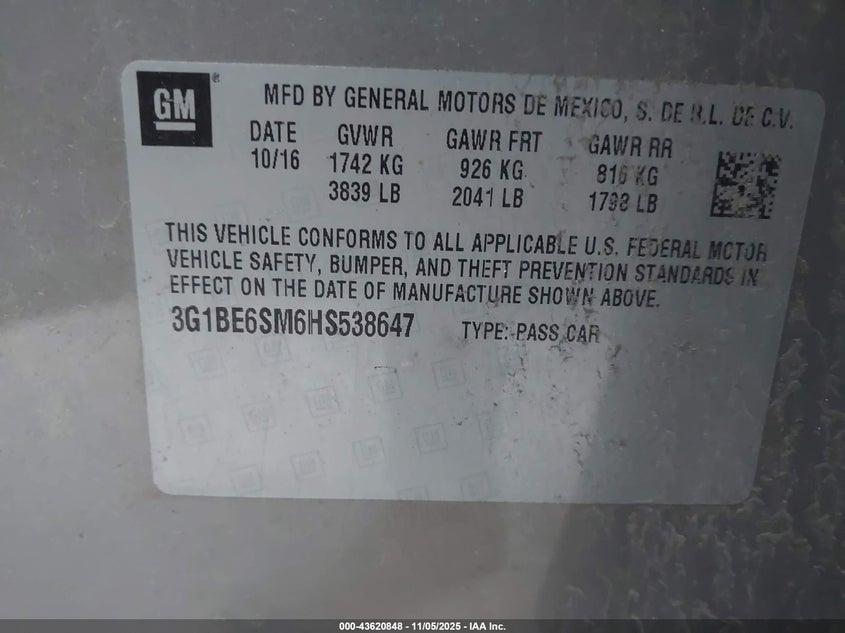 GM®
MFD BY GENERAL MOTORS DE MEXICO, S. DE R.L. DE C.V.
DATE GVWR GAWR FRT GAWR RR
10/16 1742 KG 926 KG 816 KG
3839 LB 2041 LB 1798 LB
THIS VEHICLE CONFORMS TO ALL APPLICABLE U.S. FEDERAL MOTOR
VEHICLE SAFETY, BUMPER, AND THEFT PREVENTION STANDARDS IN
EFFECT ON THE DATE OF MANUFACTURE SHOWN ABOVE.
3G1BE6SM6HS538647 TYPE: PASS CAR
000-43620848 - 11/05/2025 - IAA Inc.